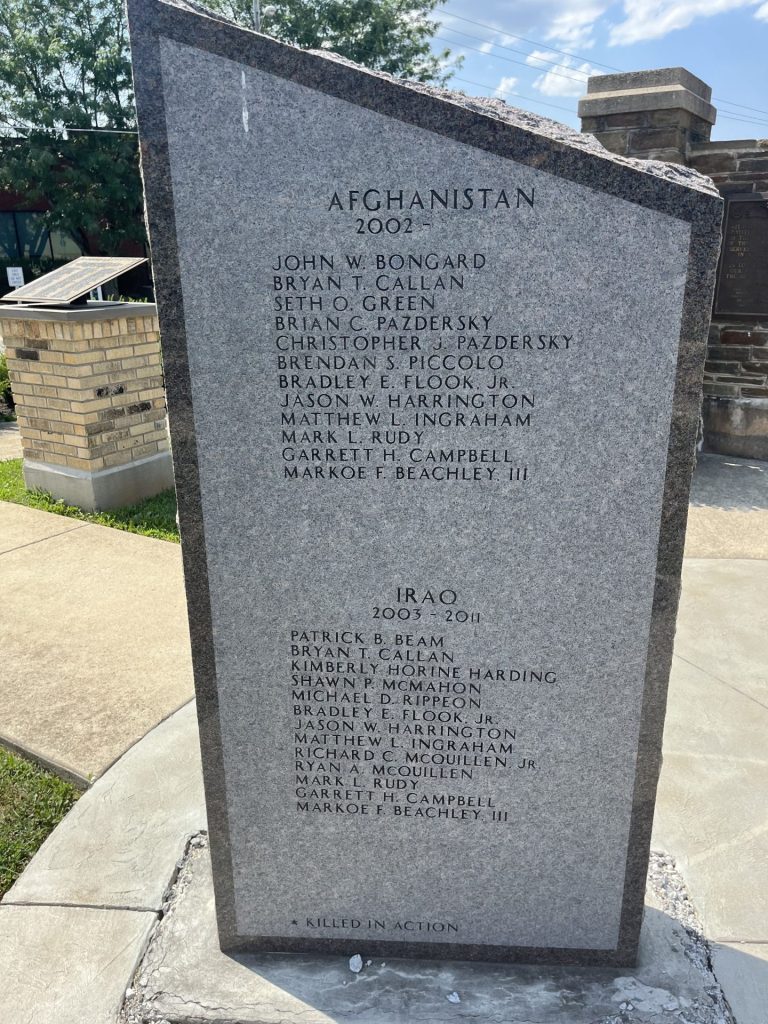 AFGHANISTAN
2002 -
JOHN W. BONGARD
BRYAN T. CALLAN
SETH O. GREEN
BRIAN C. PAZDERSKY
CHRISTOPHER J. PAZDERSKY
BRENDAN S. PICCOLO
BRADLEY E. FLOOK, JR.
JASON W. HARRINGTON
MATTHEW L. INGRAHAM
MARK L. RUDY
GARRETT H. CAMPBELL
MARKOE F. BEACHLEY, III
IRAQ
2003 - 2011
PATRICK B. BEAM
BRYAN T. CALLAN
KIMBERLY HORINE HARDING
SHAWN P. MCMAHON
MICHAEL D. RIPPEON
BRADLEY E. FLOOK, JR.
JASON W. HARRINGTON
MATTHEW L. INGRAHAM
RICHARD C. MCQUILLEN, JR
RYAN A. MCQUILLEN
MARK L. RUDY
GARRETT H. CAMPBELL
MARKOE F. BEACHLEY, III
★ KILLED IN ACTION